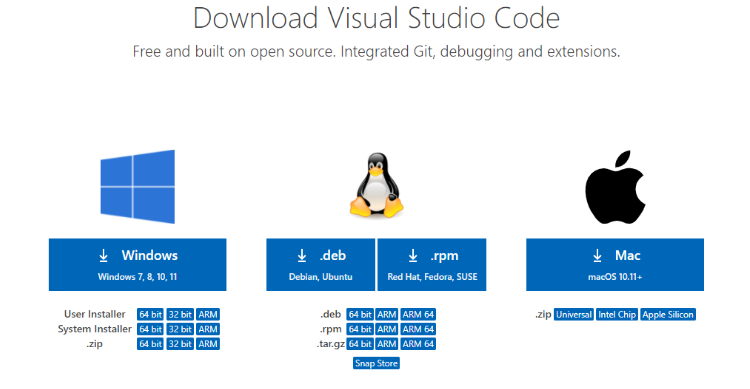 Download Visual Studio Code
Free and built on open source. Integrated Git, debugging and extensions.
Windows
Windows 7, 8, 10, 11
User Installer 64 bit 32 bit ARM
System Installer 64 bit 32 bit ARM
.zip 64 bit 32 bit ARM
.deb
Debian, Ubuntu
.rpm
Red Hat, Fedora, SUSE
.deb 64 bit ARM ARM 64
.rpm 64 bit ARM ARM 64
.tar.gz 64 bit ARM ARM 64
Snap Store
Mac
macOS 10.11+
.zip Universal Intel Chip Apple Silicon